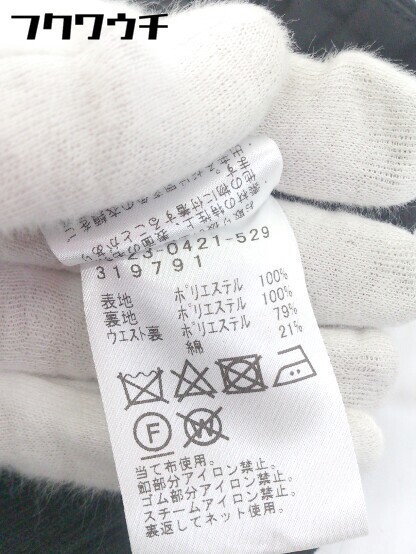 フクワウチ
23-0421-529
319791
表地 ポリエステル 100%
裏地 ポリエステル 100%
ウエスト裏 ポリエステル 79%
綿 21%
F
W
当て布使用。
釦部分アイロン禁止。
ゴム部分アイロン禁止。
スチームアイロン禁止。
裏返してネット使用。